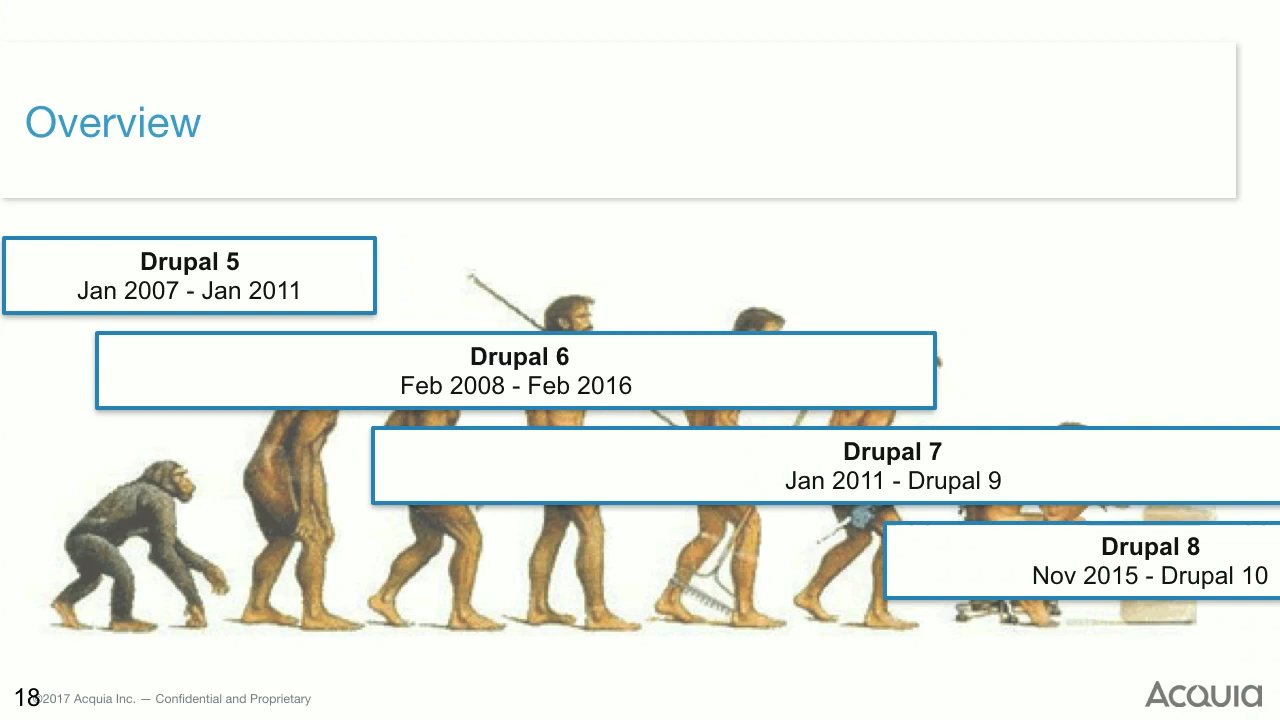 Overview
Drupal 5
Jan 2007 - Jan 2011
Drupal 6
Feb 2008 - Feb 2016
Drupal 7
Jan 2011 - Drupal 9
Drupal 8
Nov 2015 - Drupal 10
18
©2017 Acquia Inc. — Confidential and Proprietary
Acquia